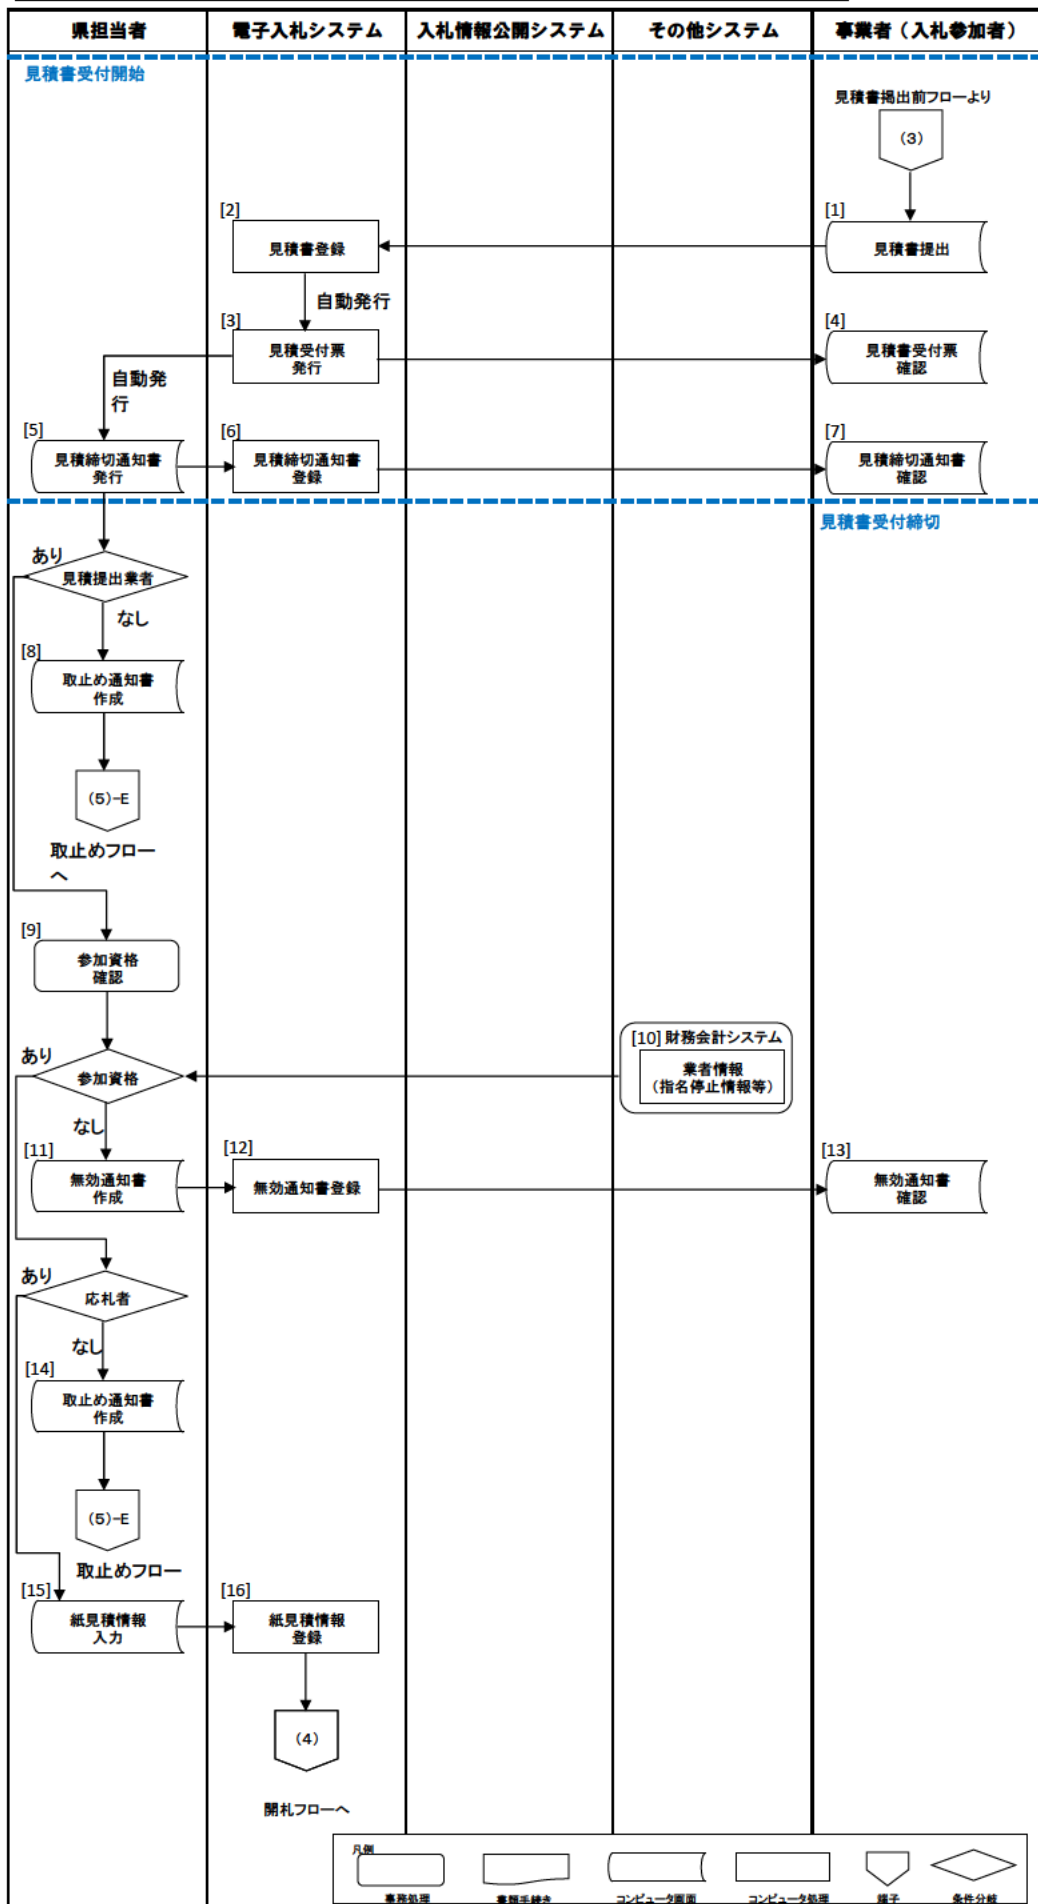 県担当者
電子入札システム
入札情報公開システム
その他システム
事業者（入札参加者）
見積書受付開始
見積書掲出前フローより
（3）
[1]
見積書提出
[2]
見積書登録
自動発行
[3]
見積受付票
発行
[4]
見積書受付票
確認
自動発
行
[5]
見積締切通知書
発行
[6]
見積締切通知書
登録
[7]
見積締切通知書
確認
見積書受付締切
あり
見積提出業者
なし
[8]
取止め通知書
作成
（5）-E
取止めフロー
へ
[9]
参加資格
確認
[10] 財務会計システム
業者情報
（指名停止情報等）
あり
参加資格
なし
[11]
無効通知書
作成
[12]
無効通知書登録
[13]
無効通知書
確認
あり
応札者
なし
[14]
取止め通知書
作成
（5）-E
取止めフロー
[15]
紙見積情報
入力
[16]
紙見積情報
登録
（4）
開札フローへ
凡例
事務処理
書類手続き
コンピュータ画面
コンピュータ処理
端子
条件分岐